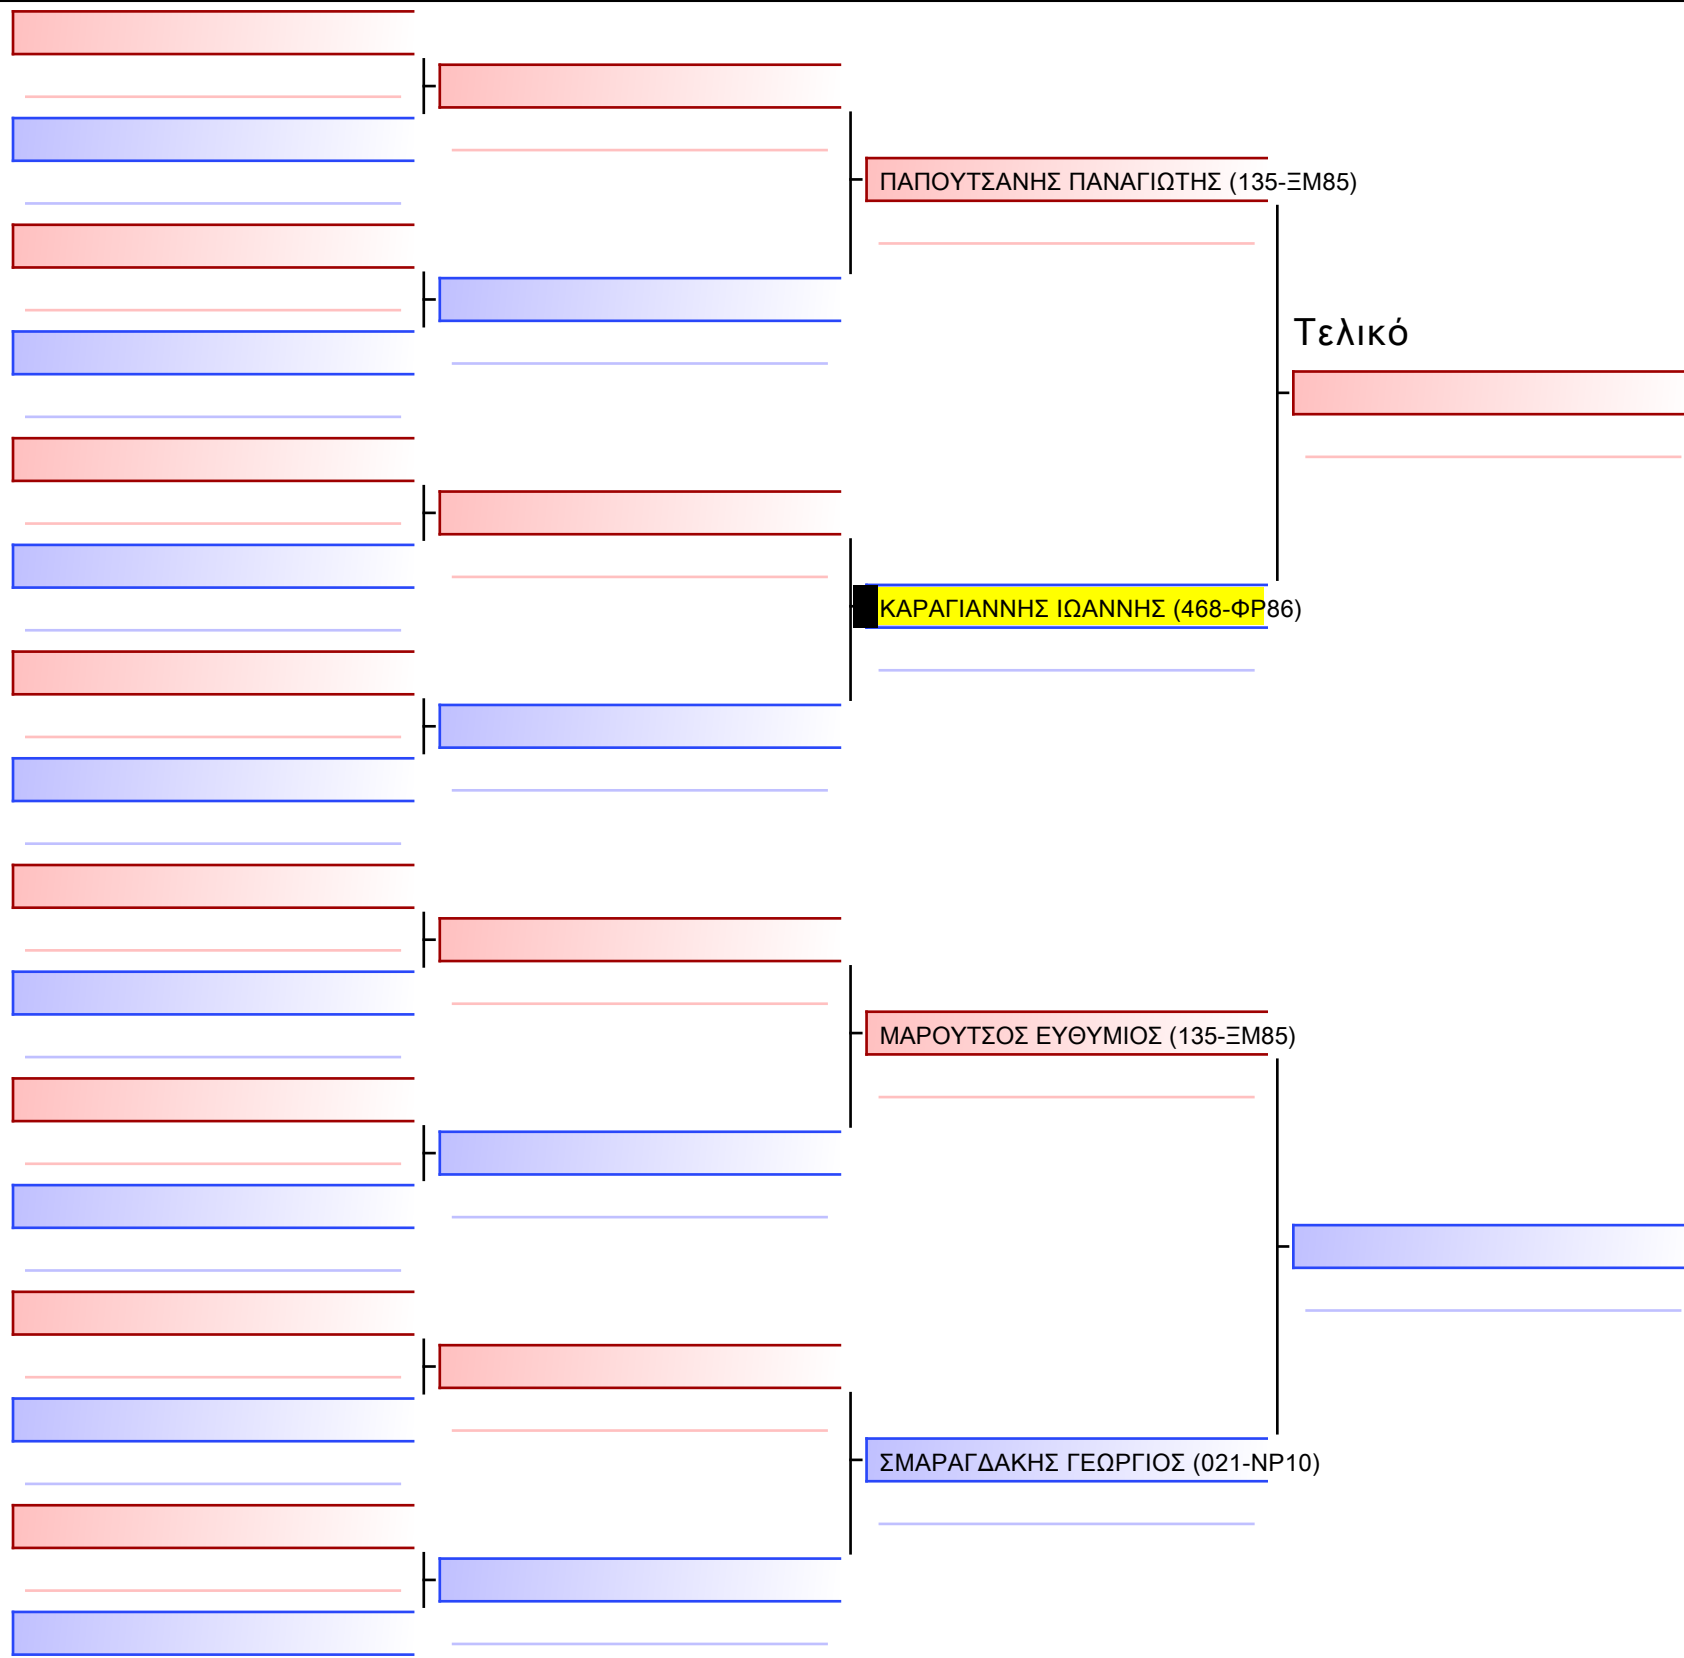 ΠΑΠΟΥΤΣΑΝΗΣ ΠΑΝΑΓΙΩΤΗΣ (135-ΞΜ85)
Τελικό
ΚΑΡΑΓΙΑΝΝΗΣ ΙΩΑΝΝΗΣ (468-ΦΡ86)
ΜΑΡΟΥΤΣΟΣ ΕΥΘΥΜΙΟΣ (135-ΞΜ85)
ΣΜΑΡΑΓΔΑΚΗΣ ΓΕΩΡΓΙΟΣ (021-ΝΡ10)